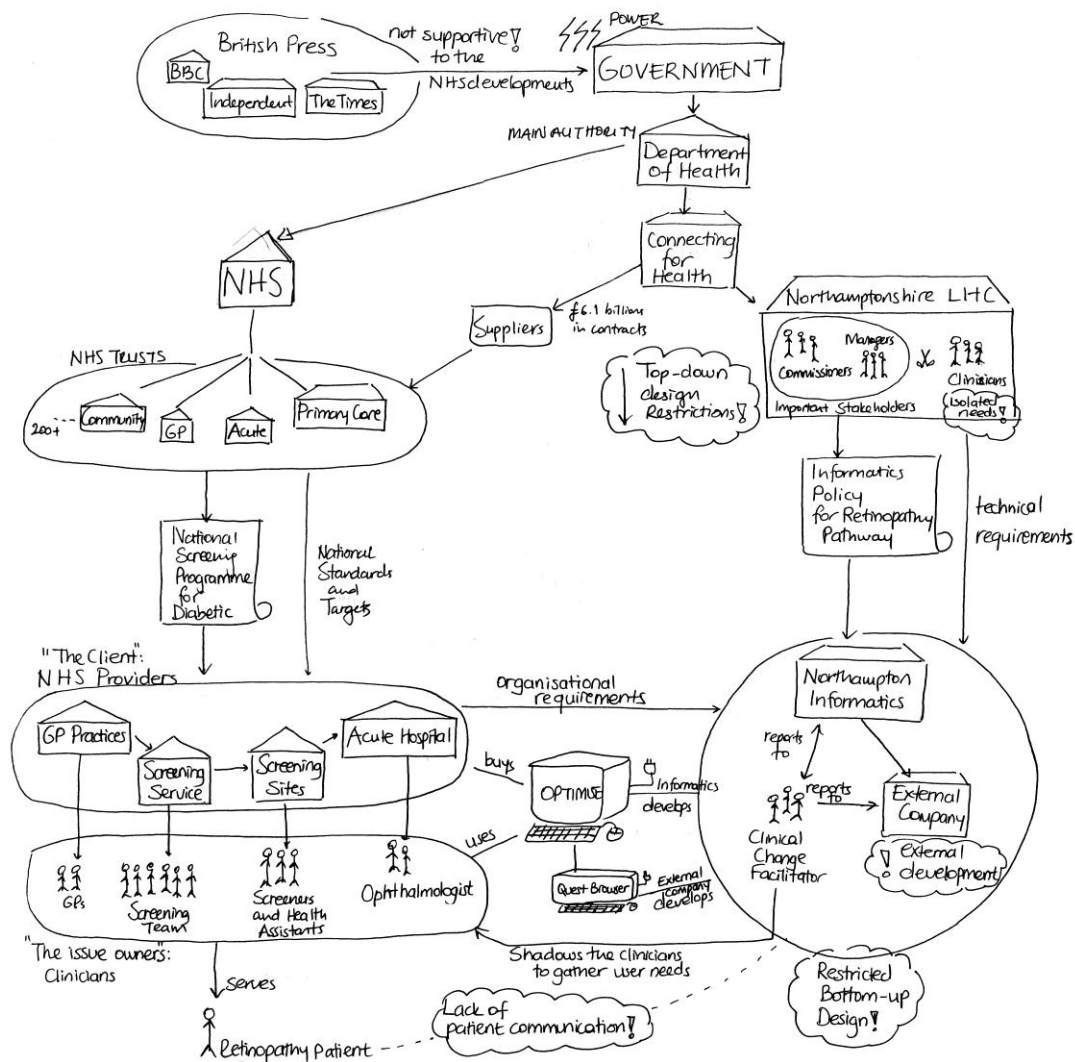 British Press
BBC
Independent
The Times
not supportive!
to the
NHS developments
POWER
GOVERNMENT
MAIN AUTHORITY
Department
of Health
Connecting
for
Health
NHS
Suppliers
£6.1 billions
in contracts
Northamptonshire LHC
Managers
Commissioners
Clinisians
Important Stakeholders
Isolated
needs!
Top-down
design
Restrictions!
NHS TRUSTS
200+
Community
GP
Acute
Primary Care
Informatics
Policy
for Retinopathy
Pathway
technical
requirements
National
Screenig
Programme
for
Diabetic
National
Standards
and
Targets
"The Client":
NHS Providers
GP Practices
Screening
Service
Screening
Sites
Acute Hospital
organisational
requirements
buys
OPTIMISE
Informatics
develops
uses
Quest Browser
External
company
develops
Northampton
Informatics
reports
to
reports
to
External
Company
Clinical
Change
Facilitator
! external
development!
GPs
Screening
Team
Screeners
and Health
Assistants
Ophthalmologist
"The issue owners":
Clinicians
Shadows the clinicians
to gather user needs
serves
Retinopathy Patient
Lack of
patient communication!
Restricted
Bottom-up
Design!